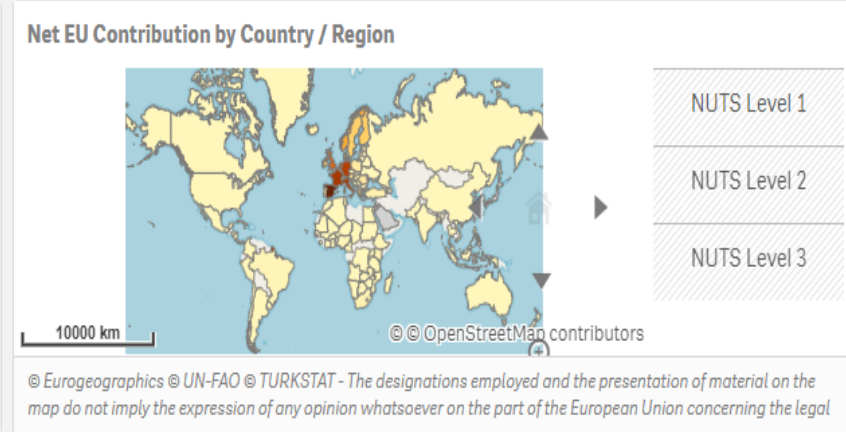 Net EU Contribution by Country / Region
NUTS Level 1
NUTS Level 2
NUTS Level 3
10000 km
© © OpenStreetMap contributors
© Eurogeographics © UN-FAO © TURKSTAT - The designations employed and the presentation of material on the
map do not imply the expression of any opinion whatsoever on the part of the European Union concerning the legal